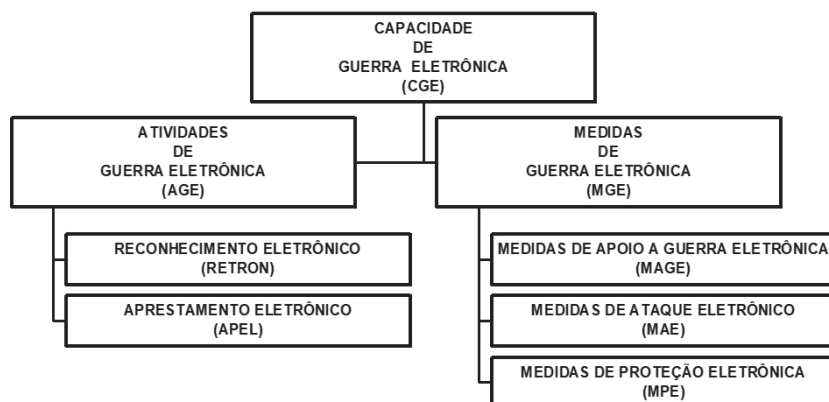 CAPACIDADE
DE
GUERRA ELETRÔNICA
(CGE)
ATIVIDADES
DE
GUERRA ELETRÔNICA
(AGE)
RECONHECIMENTO ELETRÔNICO
(RETRON)
APRESTAMENTO ELETRÔNICO
(APEL)
MEDIDAS
DE
GUERRA ELETRÔNICA
(MGE)
MEDIDAS DE APOIO A GUERRA ELETRÔNICA
(MAGE)
MEDIDAS DE ATAQUE ELETRÔNICO
(MAE)
MEDIDAS DE PROTEÇÃO ELETRÔNICA
(MPE)